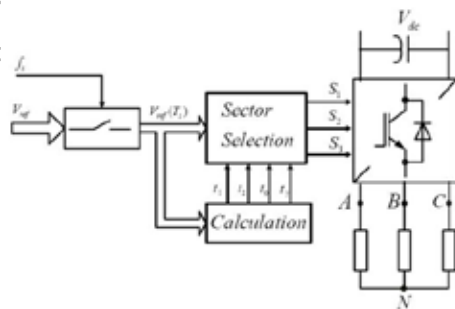 V_dc
f_s
V_ref
V_ref(T_s)
Sector
Selection
S_1
S_2
S_3
t_1 t_2 t_0 t_7
Calculation
A B C
N